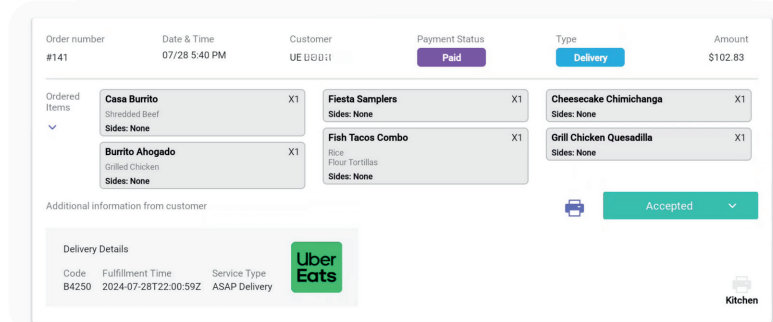 Order number Date & Time Customer Payment Status Type Amount
#141 07/28 5:40 PM UE Paid Delivery $102.83
Ordered Items
Casa Burrito X1
Shredded Beef
Sides: None
Burrito Ahogado X1
Grilled Chicken
Sides: None
Fiesta Samplers X1
Sides: None
Fish Tacos Combo X1
Rice
Flour Tortillas
Sides: None
Cheesecake Chimichanga X1
Sides: None
Grill Chicken Quesadilla X1
Sides: None
Additional information from customer
Accepted
Delivery Details
Code Fulfillment Time Service Type
B4250 2024-07-28T22:00:59Z ASAP Delivery
Uber
Eats
Kitchen